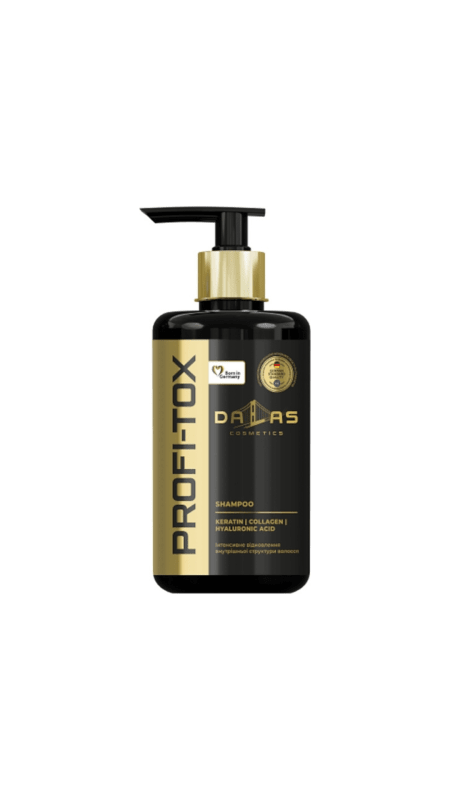 PROFI-TOX
Born in
Germany
DALLAS
COSMETICS
SHAMPOO
KERATIN | COLLAGEN |
HYALURONIC ACID
Інтенсивне відновлення
внутрішньої структури волосся